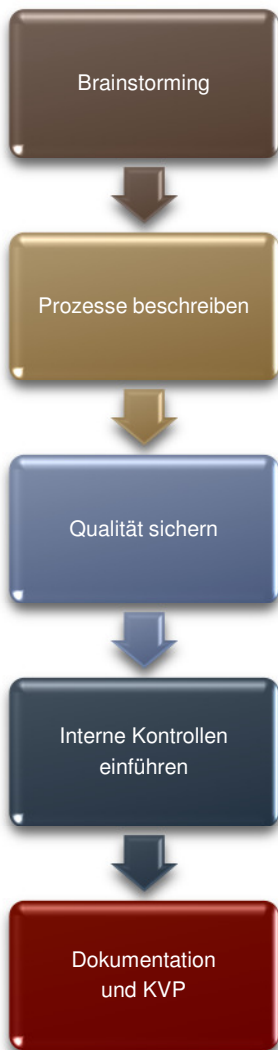 Brainstorming
Prozesse beschreiben
Qualität sichern
Interne Kontrollen
einführen
Dokumentation
und KVP